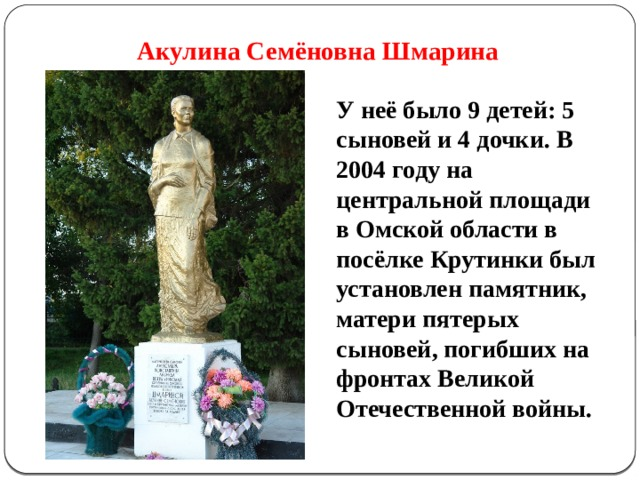 Акулина Семёновна Шмарина
У неё было 9 детей: 5
сыновей и 4 дочки. В
2004 году на
центральной площади
в Омской области в
посёлке Крутинки был
установлен памятник,
матери пятерых
сыновей, погибших на
фронтах Великой
Отечественной войны.